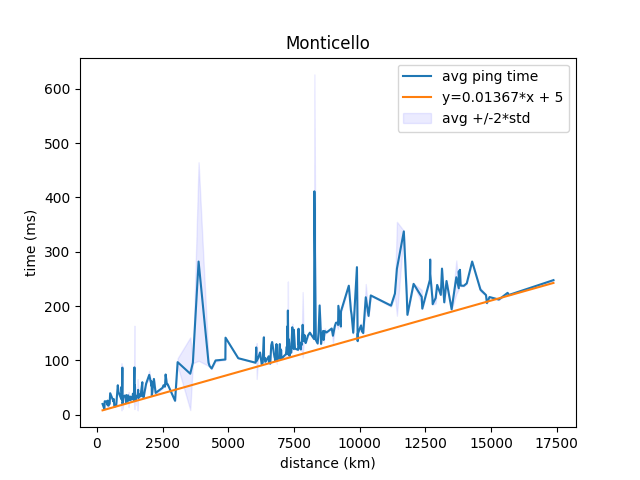 Monticello
avg ping time
y=0.01367*x + 5
avg +/-2*std
time (ms)
600
500
400
300
200
100
0
0 2500 5000 7500 10000 12500 15000 17500
distance (km)